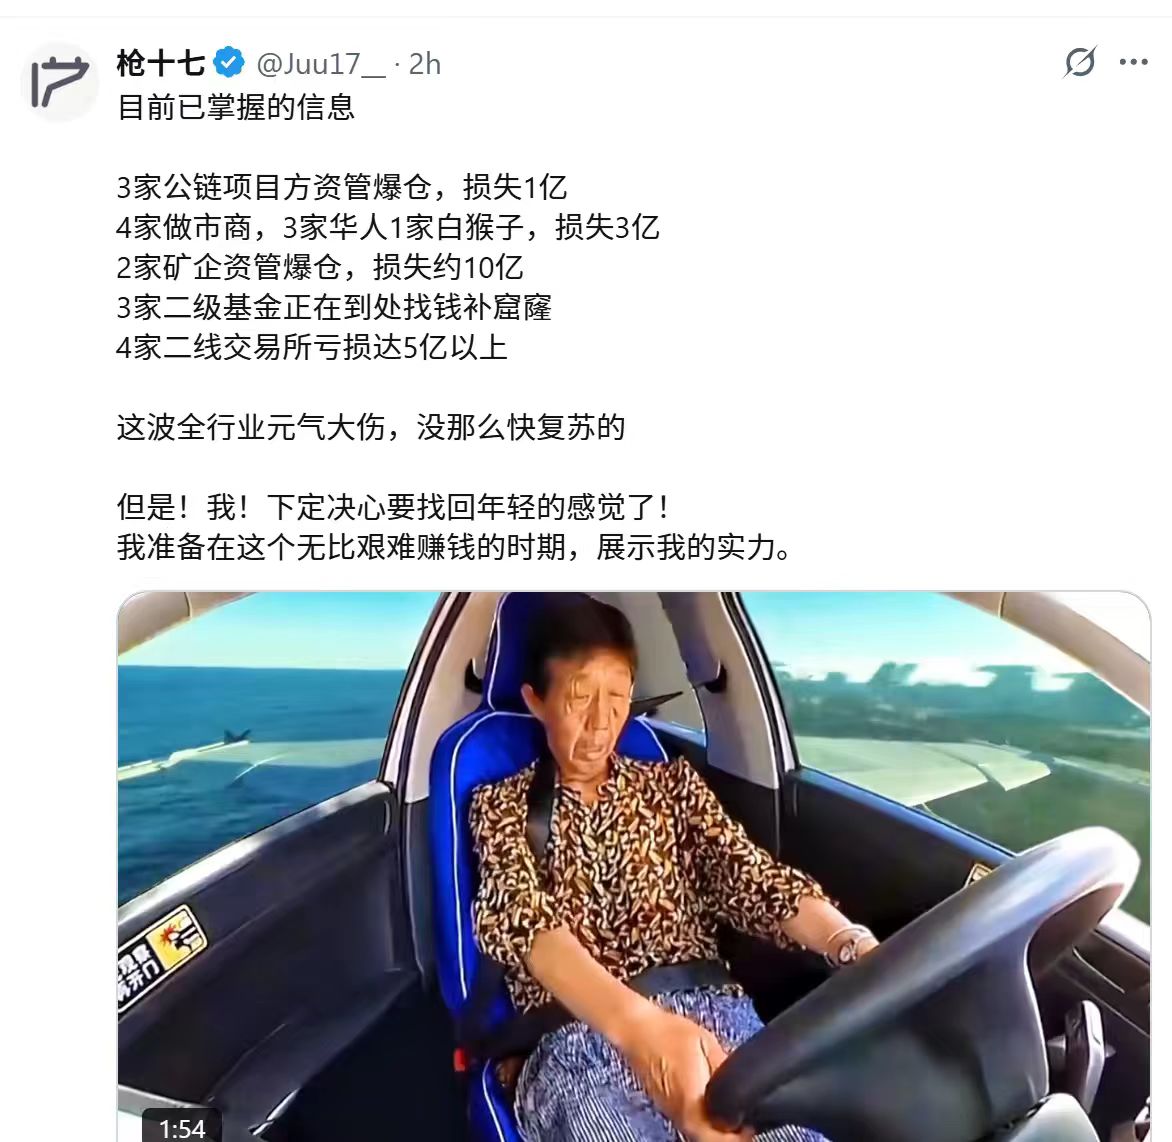 枪十七 @Juu17__ · 2h
目前已掌握的信息
3家公链项目方资管爆仓，损失1亿
4家做市商，3家华人1家白猴子，损失3亿
2家矿企资管爆仓，损失约10亿
3家二级基金正在到处找钱补窟窿
4家二线交易所亏损达5亿以上
这波全行业元气大伤，没那么快复苏的
但是！我！下定决心要找回年轻的感觉了！
我准备在这个无比艰难赚钱的时期，展示我的实力。
1:54